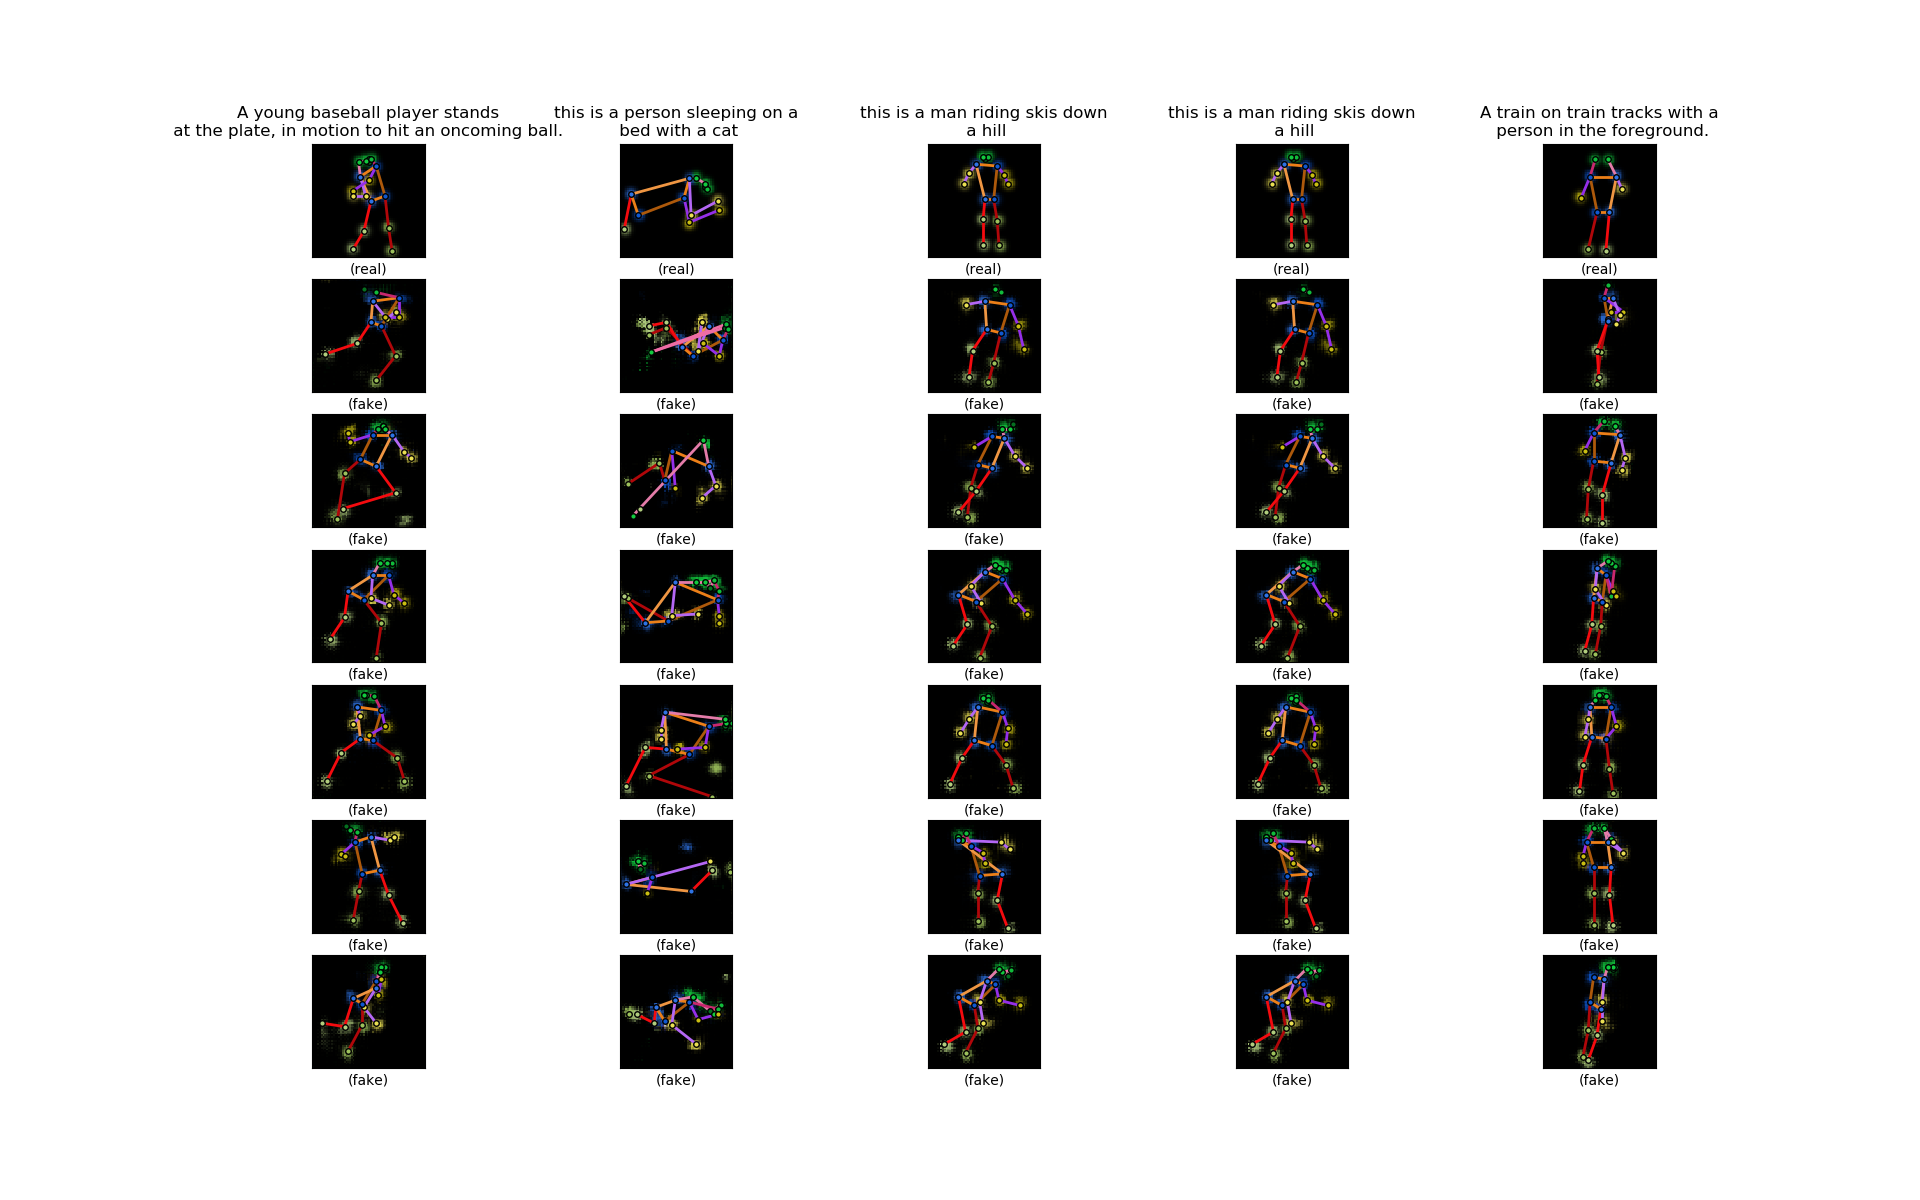 A young baseball player stands
at the plate, in motion to hit an oncoming ball.
this is a person sleeping on a
bed with a cat
this is a man riding skis down
a hill
this is a man riding skis down
a hill
A train on train tracks with a
person in the foreground.
(real) (real) (real) (real) (real)
(fake) (fake) (fake) (fake) (fake)
(fake) (fake) (fake) (fake) (fake)
(fake) (fake) (fake) (fake) (fake)
(fake) (fake) (fake) (fake) (fake)
(fake) (fake) (fake) (fake) (fake)
(fake) (fake) (fake) (fake) (fake)